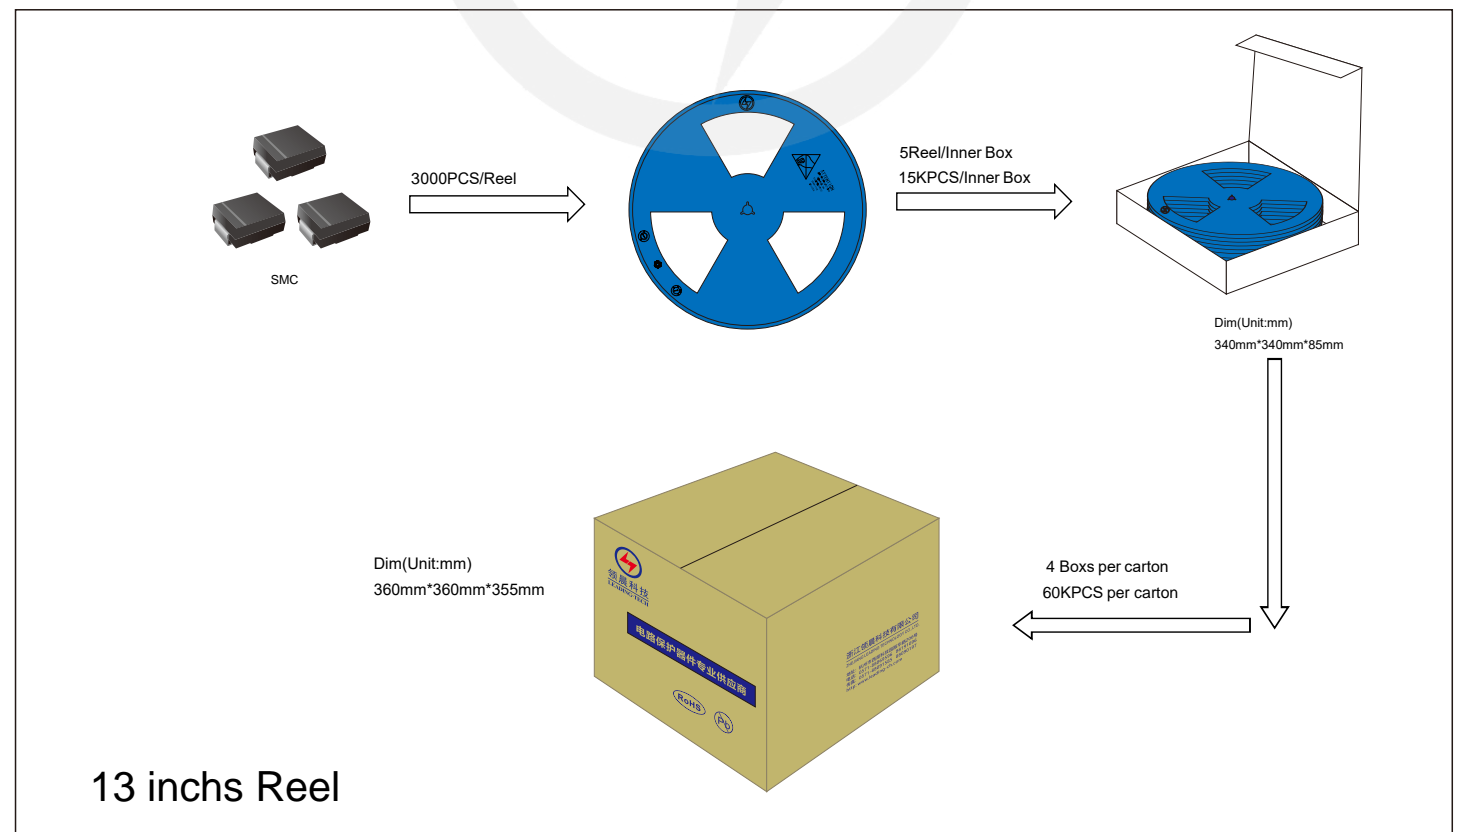 3000PCS/Reel
5Reel/Inner Box
15KPCS/Inner Box
SMC
Dim(Unit:mm)
340mm*340mm*85mm
Dim(Unit:mm)
360mm*360mm*355mm
4 Boxs per carton
60KPCS per carton
领晨科技
LEADING-TECH
电路保护器件专业供应商
RoHS
Pb
浙江领晨科技有限公司
13 inchs Reel